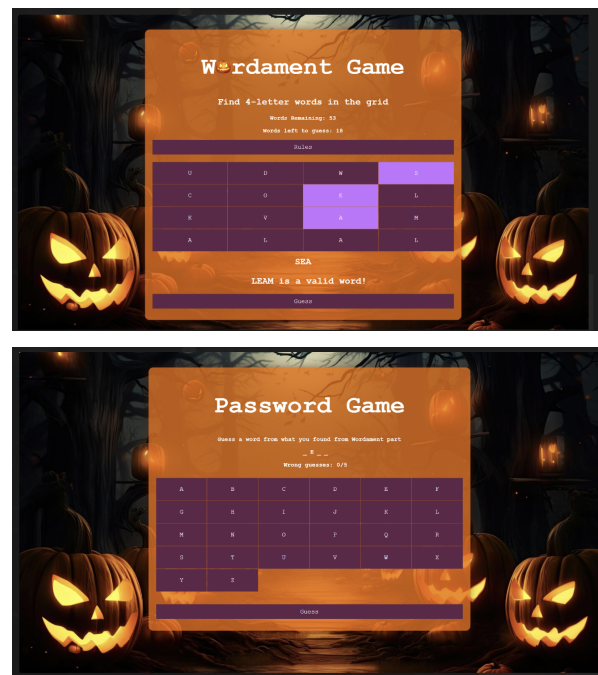 W🎃rdament Game
Find 4-letter words in the grid
Words Remaining: 53
Words left to guess: 18
Rules
U D W S
C O E L
K V A M
A L A L
SEA
LEAM is a valid word!
Guess
Password Game
Guess a word from what you found from Wordament part
_ E _ _
Wrong guesses: 0/5
A B C D E F
G H I J K L
M N O P Q R
S T U V W X
Y Z
Guess